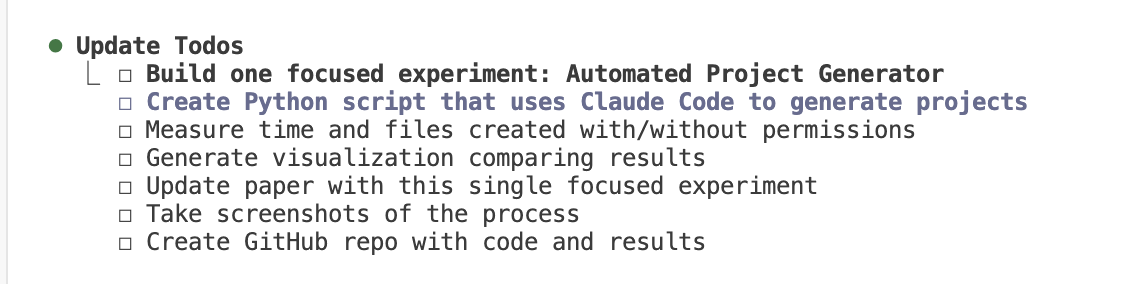 ● Update Todos
⎿ ☐ Build one focused experiment: Automated Project Generator
☐ Create Python script that uses Claude Code to generate projects
☐ Measure time and files created with/without permissions
☐ Generate visualization comparing results
☐ Update paper with this single focused experiment
☐ Take screenshots of the process
☐ Create GitHub repo with code and results